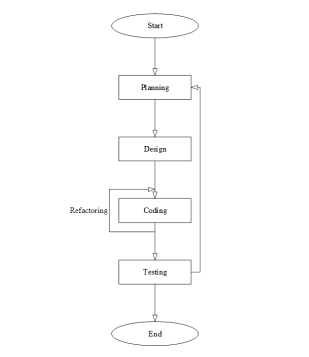 Start
Planning
Design
Refactoring
Coding
Testing
End